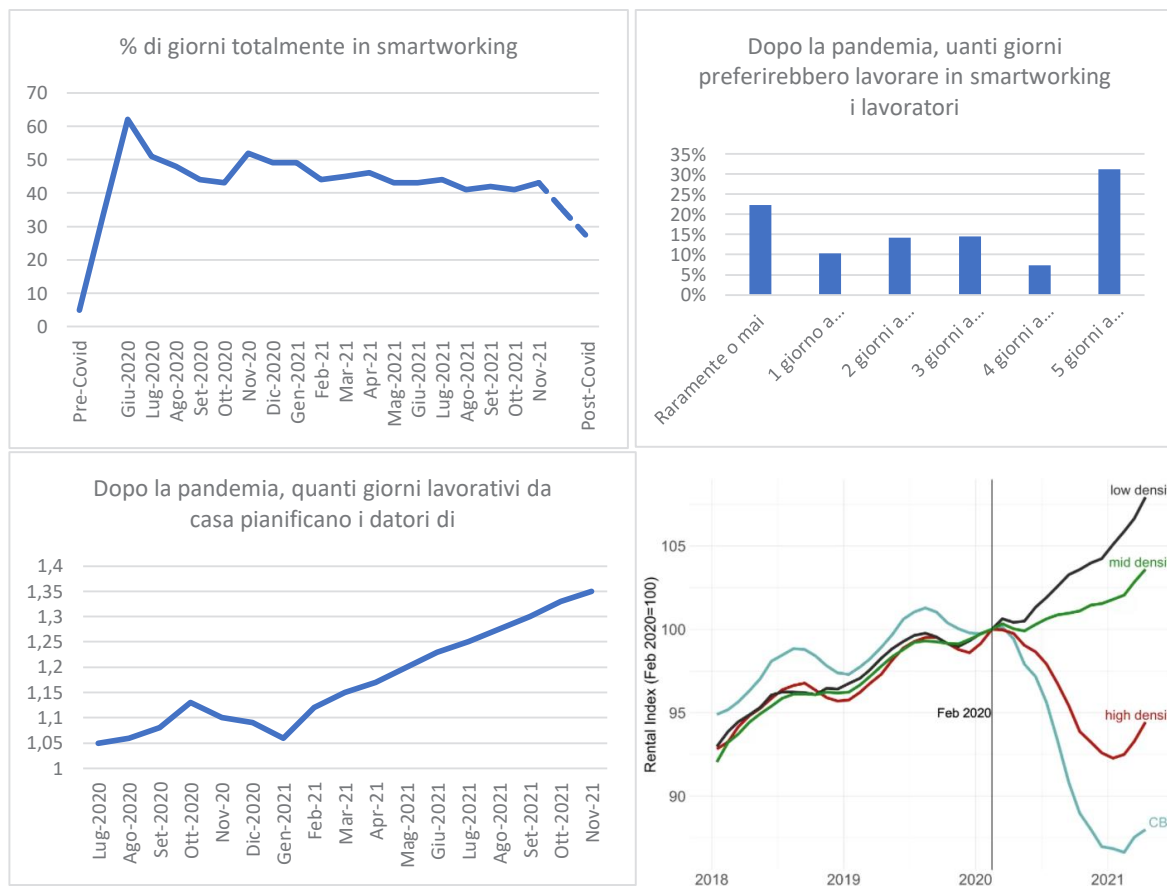 % di giorni totalmente in smartworking
70
60
50
40
30
20
10
0
Pre-Covid
Giu-2020
Lug-2020
Ago-2020
Set-2020
Ott-2020
Nov-20
Dic-2020
Gen-2021
Feb-21
Mar-21
Apr-21
Mag-2021
Giu-2021
Lug-2021
Ago-2021
Set-2021
Ott-2021
Nov-21
Post-Covid
Dopo la pandemia, uanti giorni
preferirebbero lavorare in smartworking
i lavoratori
35%
30%
25%
20%
15%
10%
5%
0%
Raramente o mai
1 giorno a...
2 giorni a...
3 giorni a...
4 giorni a...
5 giorni a...
Dopo la pandemia, quanti giorni lavorativi da
casa pianificano i datori di
1,4
1,35
1,3
1,25
1,2
1,15
1,1
1,05
1
Lug-2020
Ago-2020
Set-2020
Ott-2020
Nov-20
Dic-2020
Gen-2021
Feb-21
Mar-21
Apr-21
Mag-2021
Giu-2021
Lug-2021
Ago-2021
Set-2021
Ott-2021
Nov-21
Rental Index (Feb 2020=100)
105
100
95
90
low densi
mid densi
Feb 2020
high densi
CB
2018
2019
2020
2021